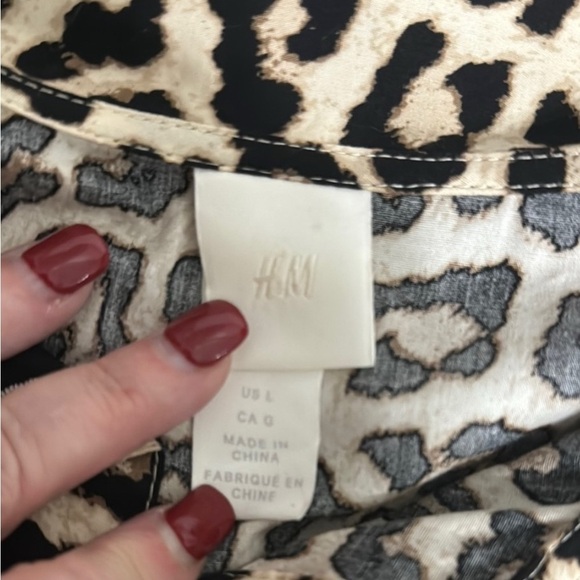 H&M
US L
CA G
MADE IN
CHINA
FABRIQUÉ EN
CHINE